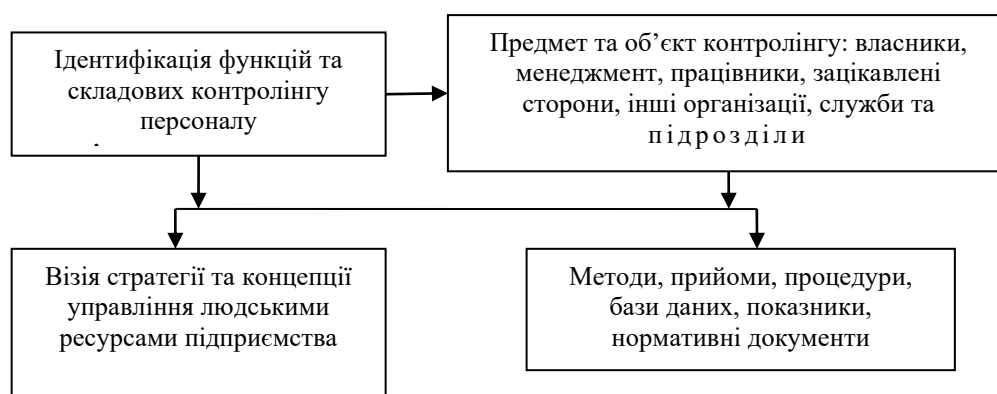 Ідентифікація функцій та
складових контролінгу
персоналу
Предмет та об’єкт контролінгу: власники,
менеджмент, працівники, зацікавлені
сторони, інші організації, служби та
підрозділи
Візія стратегії та концепції
управління людськими
ресурсами підприємства
Методи, прийоми, процедури,
бази даних, показники,
нормативні документи